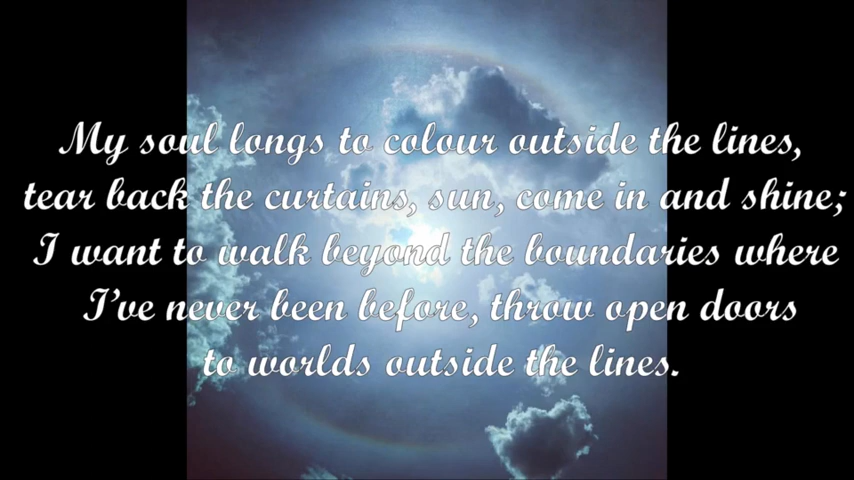 My soul longs to colour outside the lines,
tear back the curtains, sun, come in and shine;
I want to walk beyond the boundaries where
I've never been before, throw open doors
to worlds outside the lines.